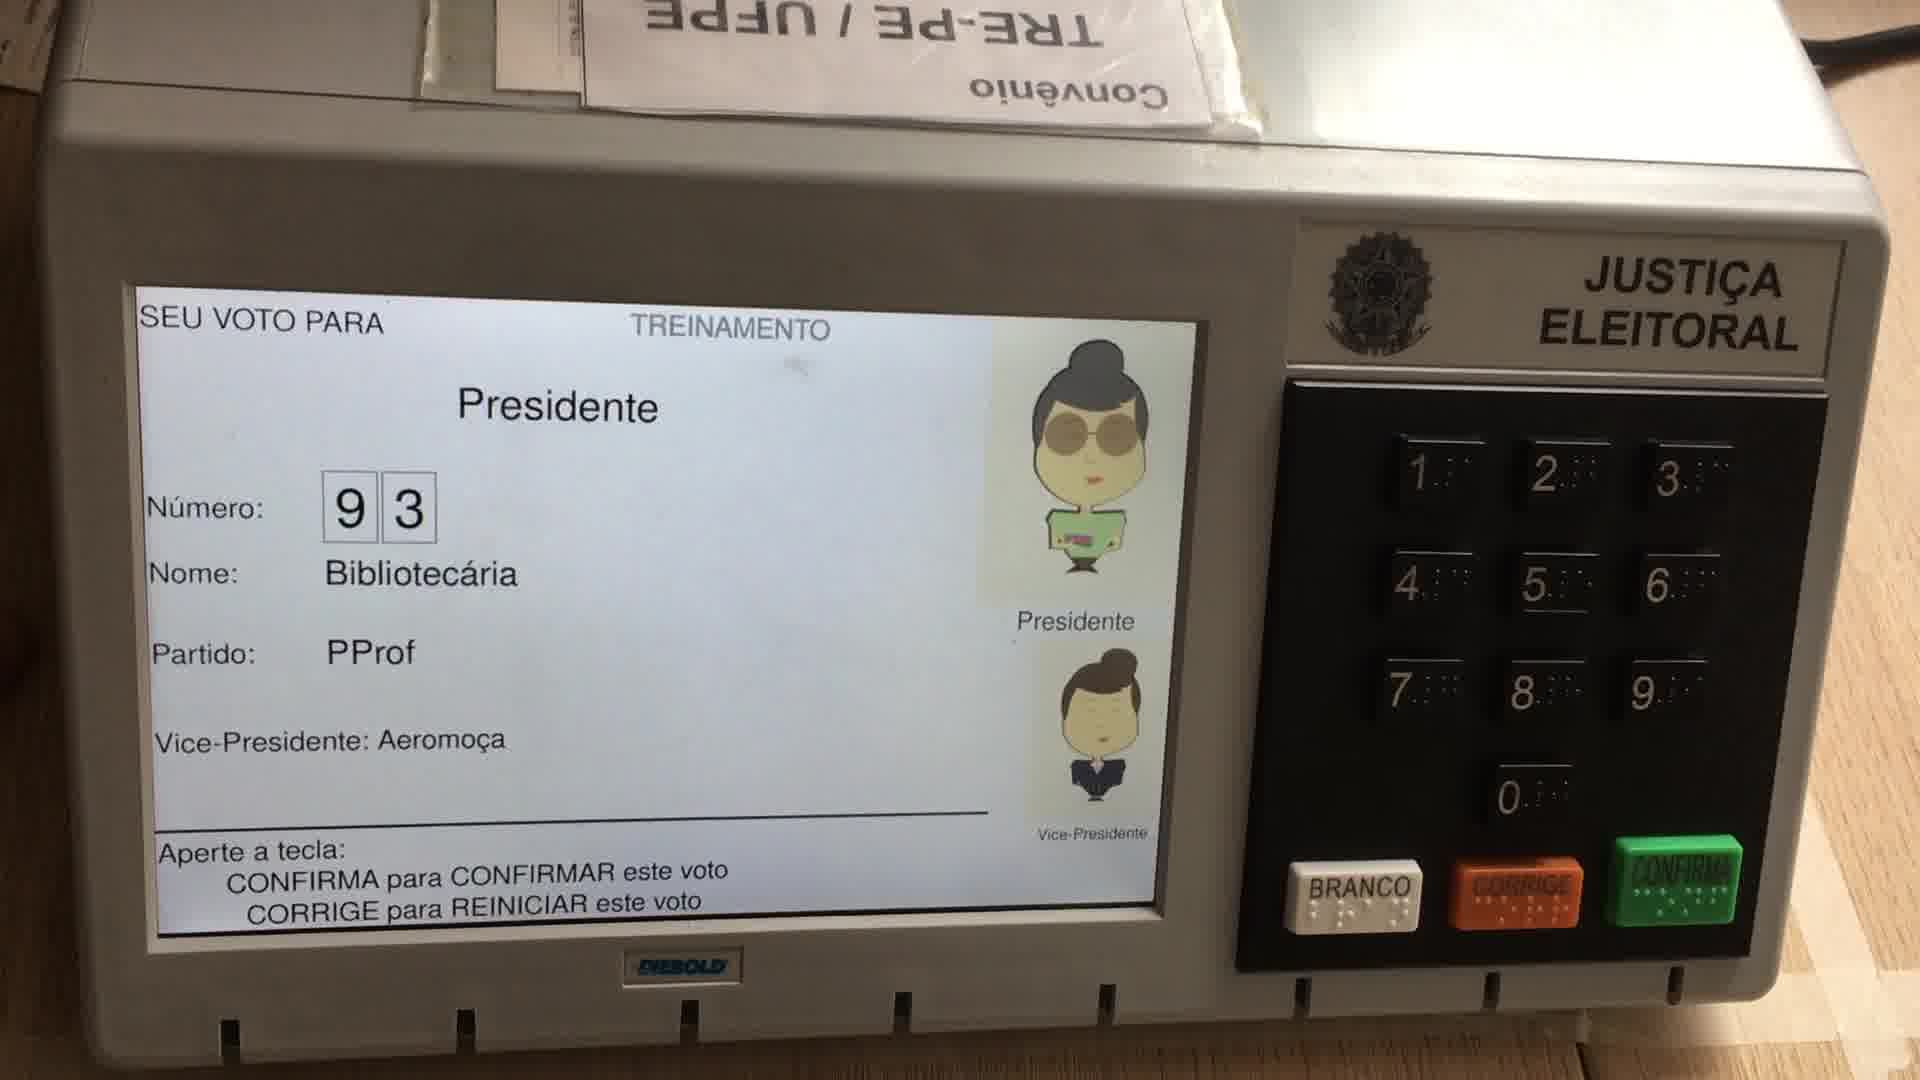 TRE-PE / UFPE
Convênio
JUSTIÇA
ELEITORAL
SEU VOTO PARA
TREINAMENTO
Presidente
Número: 9 3
Nome: Bibliotecária
Partido: PProf
Vice-Presidente: Aeromoça
Presidente
Vice-Presidente
Aperte a tecla:
CONFIRMA para CONFIRMAR este voto
CORRIGE para REINICIAR este voto
DIEBOLD
1 2 3
4 5 6
7 8 9
0
BRANCO CORRIGE CONFIRMA